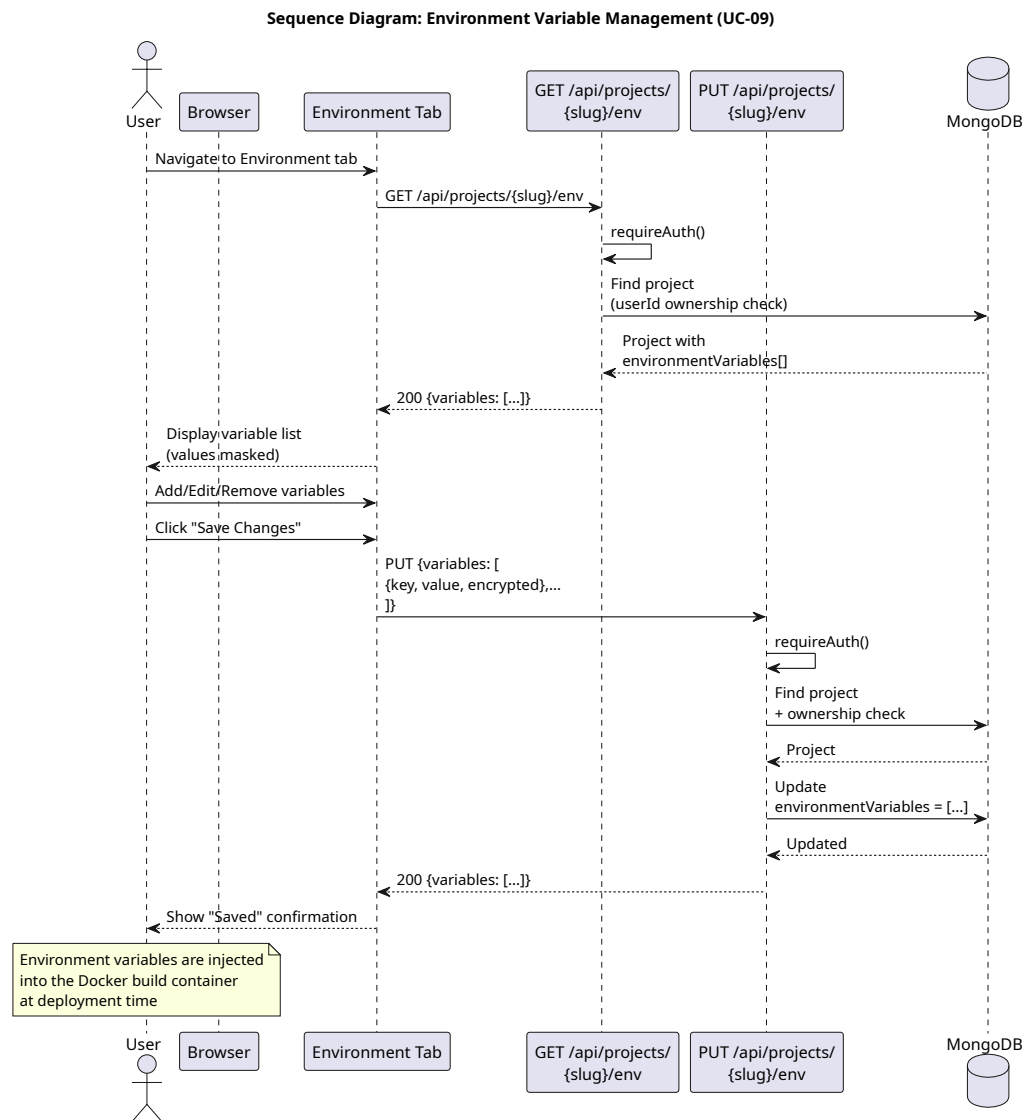 Sequence Diagram: Environment Variable Management (UC-09)
User
Browser
Environment Tab
GET /api/projects/
{slug}/env
PUT /api/projects/
{slug}/env
MongoDB
Navigate to Environment tab
GET /api/projects/{slug}/env
requireAuth()
Find project
(userId ownership check)
Project with
environmentVariables[]
200 {variables: [...]}
Display variable list
(values masked)
Add/Edit/Remove variables
Click "Save Changes"
PUT {variables: [
{key, value, encrypted},...
]}
requireAuth()
Find project
+ ownership check
Project
Update
environmentVariables = [...]
Updated
200 {variables: [...]}
Show "Saved" confirmation
Environment variables are injected
into the Docker build container
at deployment time
User
Browser
Environment Tab
GET /api/projects/
{slug}/env
PUT /api/projects/
{slug}/env
MongoDB